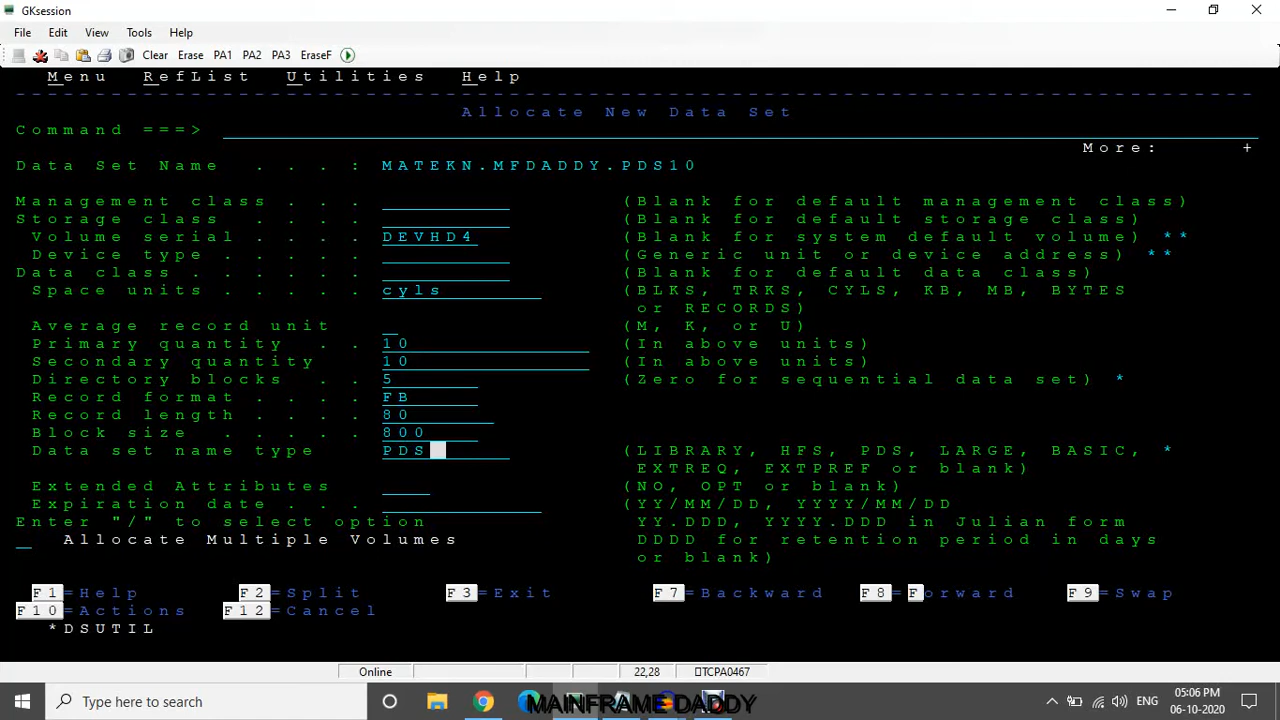 GKsession
File Edit View Tools Help
Clear Erase PA1 PA2 PA3 EraseF
Menu RefList Utilities Help
Allocate New Data Set
Command ===>
More: +
Data Set Name . . . : MATEKN.MFDADDY.PDS10
Management class . . . (Blank for default management class)
Storage class . . . . (Blank for default storage class)
Volume serial . . . . DEVHD4 (Blank for system default volume) **
Device type . . . . . (Generic unit or device address) **
Data class . . . . . . (Blank for default data class)
Space units . . . . . cyls (BLKS, TRKS, CYLS, KB, MB, BYTES
or RECORDS)
Average record unit (M, K, or U)
Primary quantity . . 10 (In above units)
Secondary quantity 10 (In above units)
Directory blocks . . 5 (Zero for sequential data set) *
Record format . . . . FB
Record length . . . . 80
Block size . . . . . 800
Data set name type PDS (LIBRARY, HFS, PDS, LARGE, BASIC, *
EXTREQ, EXTPREF or blank)
Extended Attributes (NO, OPT or blank)
Expiration date . . . (YY/MM/DD, YYYY/MM/DD
Enter "/" to select option YY.DDD, YYYY.DDD in Julian form
Allocate Multiple Volumes DDDD for retention period in days
or blank)
F1=Help F2=Split F3=Exit F7=Backward F8=Forward F9=Swap
F10=Actions F12=Cancel
*DSUTIL
Online 22,28 TCPA0467
Type here to search
MAINFRAME DADDY
ENG
05:06 PM
06-10-2020